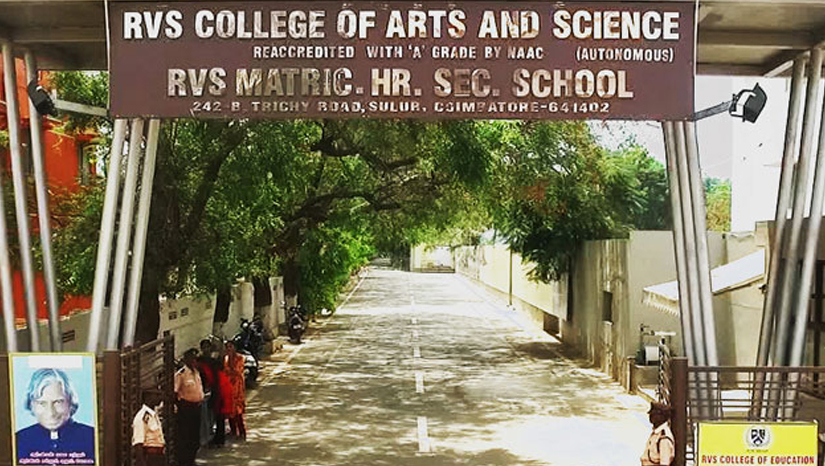 RVS COLLEGE OF ARTS AND SCIENCE
REACCREDITED WITH 'A' GRADE BY NAAC (AUTONOMOUS)
RVS MATRIC. HR. SEC. SCHOOL
242-B, TRICHY ROAD, SULUR, COIMBATORE-641402
RVS COLLEGE OF EDUCATION